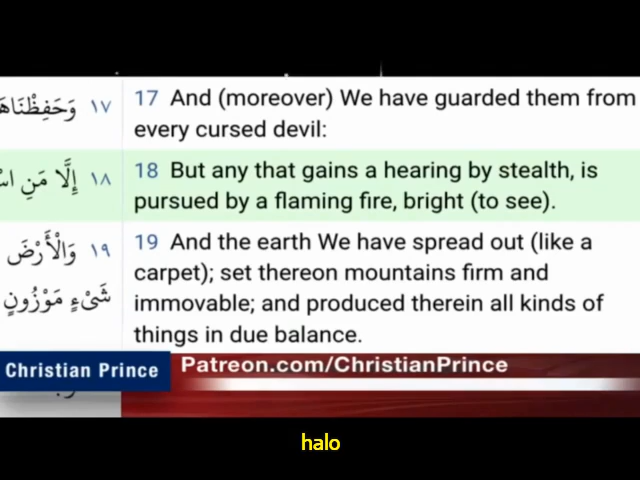 17 And (moreover) We have guarded them from
every cursed devil:
١٧ وَحَفِظْنَاهَ
18 But any that gains a hearing by stealth, is
pursued by a flaming fire, bright (to see).
١٨ إِلَّا مَنِ
19 And the earth We have spread out (like a
carpet); set thereon mountains firm and
immovable; and produced therein all kinds of
things in due balance.
١٩ وَالْأَرْضَ
شَىْءٍ مَوْزُونٍ
Christian Prince
Patreon.com/ChristianPrince
halo